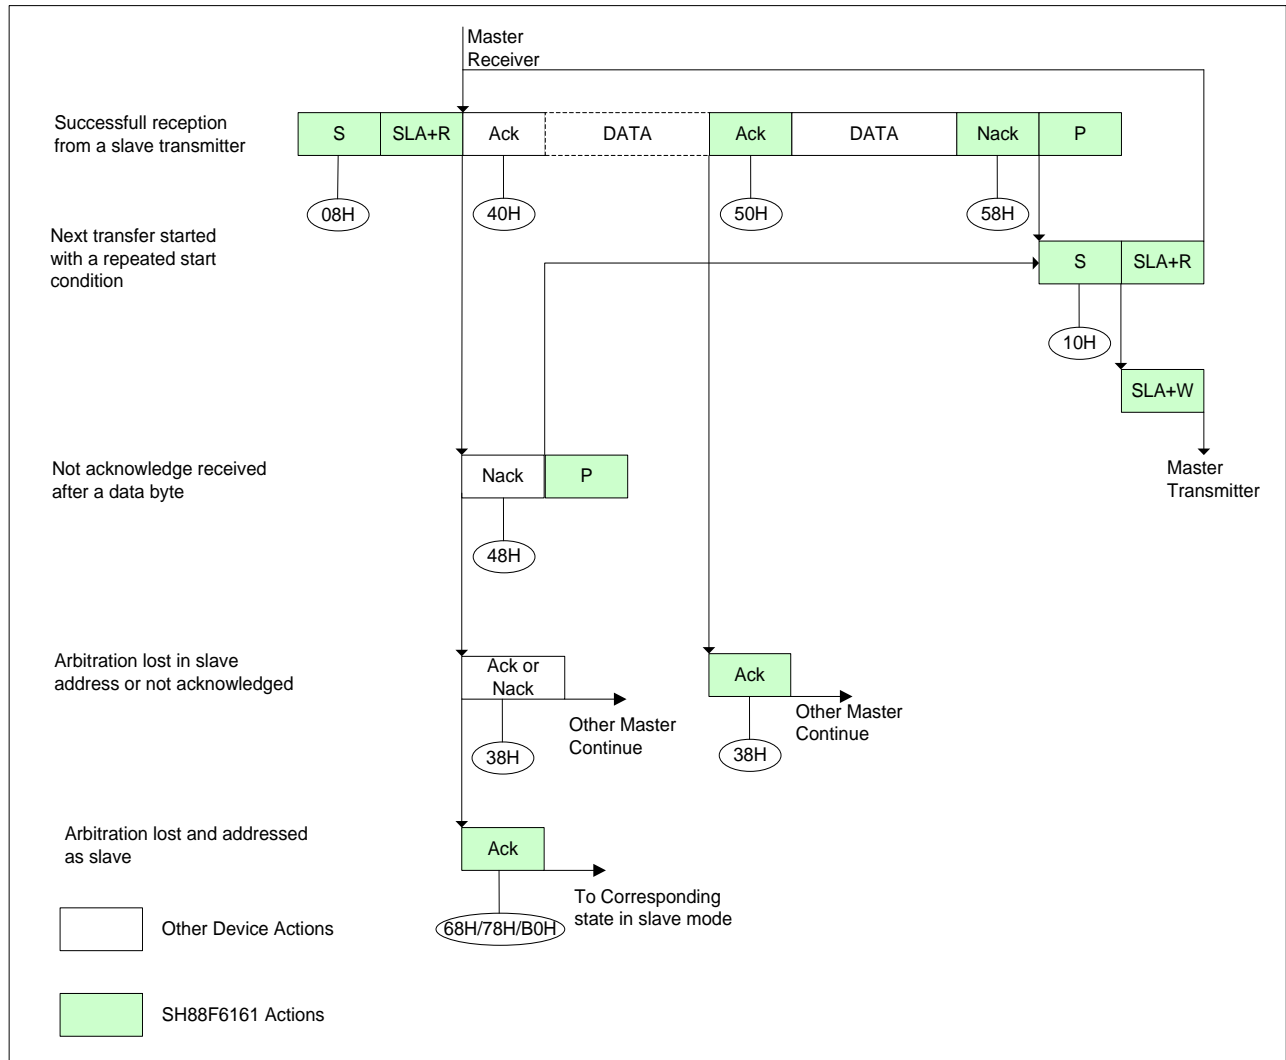 Master
Receiver
Successfull reception
from a slave transmitter
S
SLA+R
Ack
DATA
Ack
DATA
Nack
P
08H
40H
50H
58H
Next transfer started
with a repeated start
condition
S
SLA+R
10H
SLA+W
Master
Transmitter
Not acknowledge received
after a data byte
Nack
P
48H
Arbitration lost in slave
address or not acknowledged
Ack or
Nack
Other Master
Continue
38H
Ack
Other Master
Continue
38H
Arbitration lost and addressed
as slave
Ack
To Corresponding
state in slave mode
68H/78H/B0H
Other Device Actions
SH88F6161 Actions